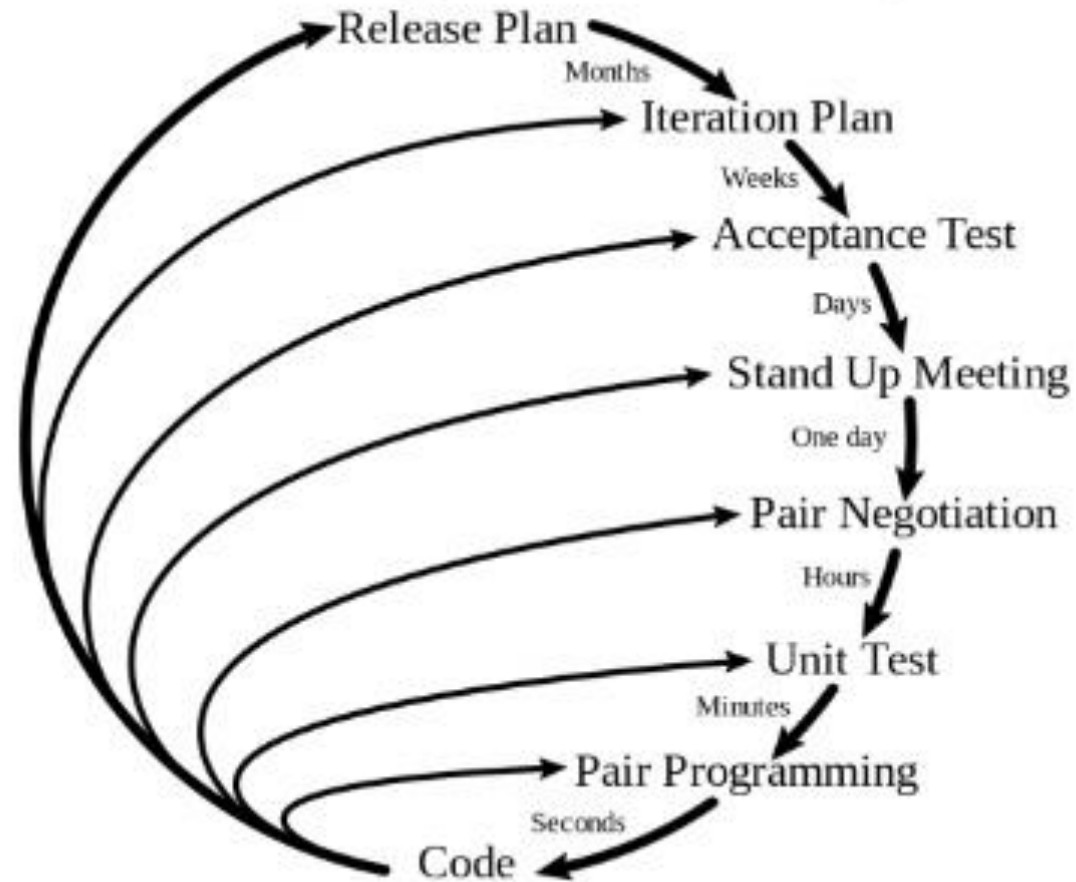 Release Plan
Months
Iteration Plan
Weeks
Acceptance Test
Days
Stand Up Meeting
One day
Pair Negotiation
Hours
Unit Test
Minutes
Pair Programming
Seconds
Code